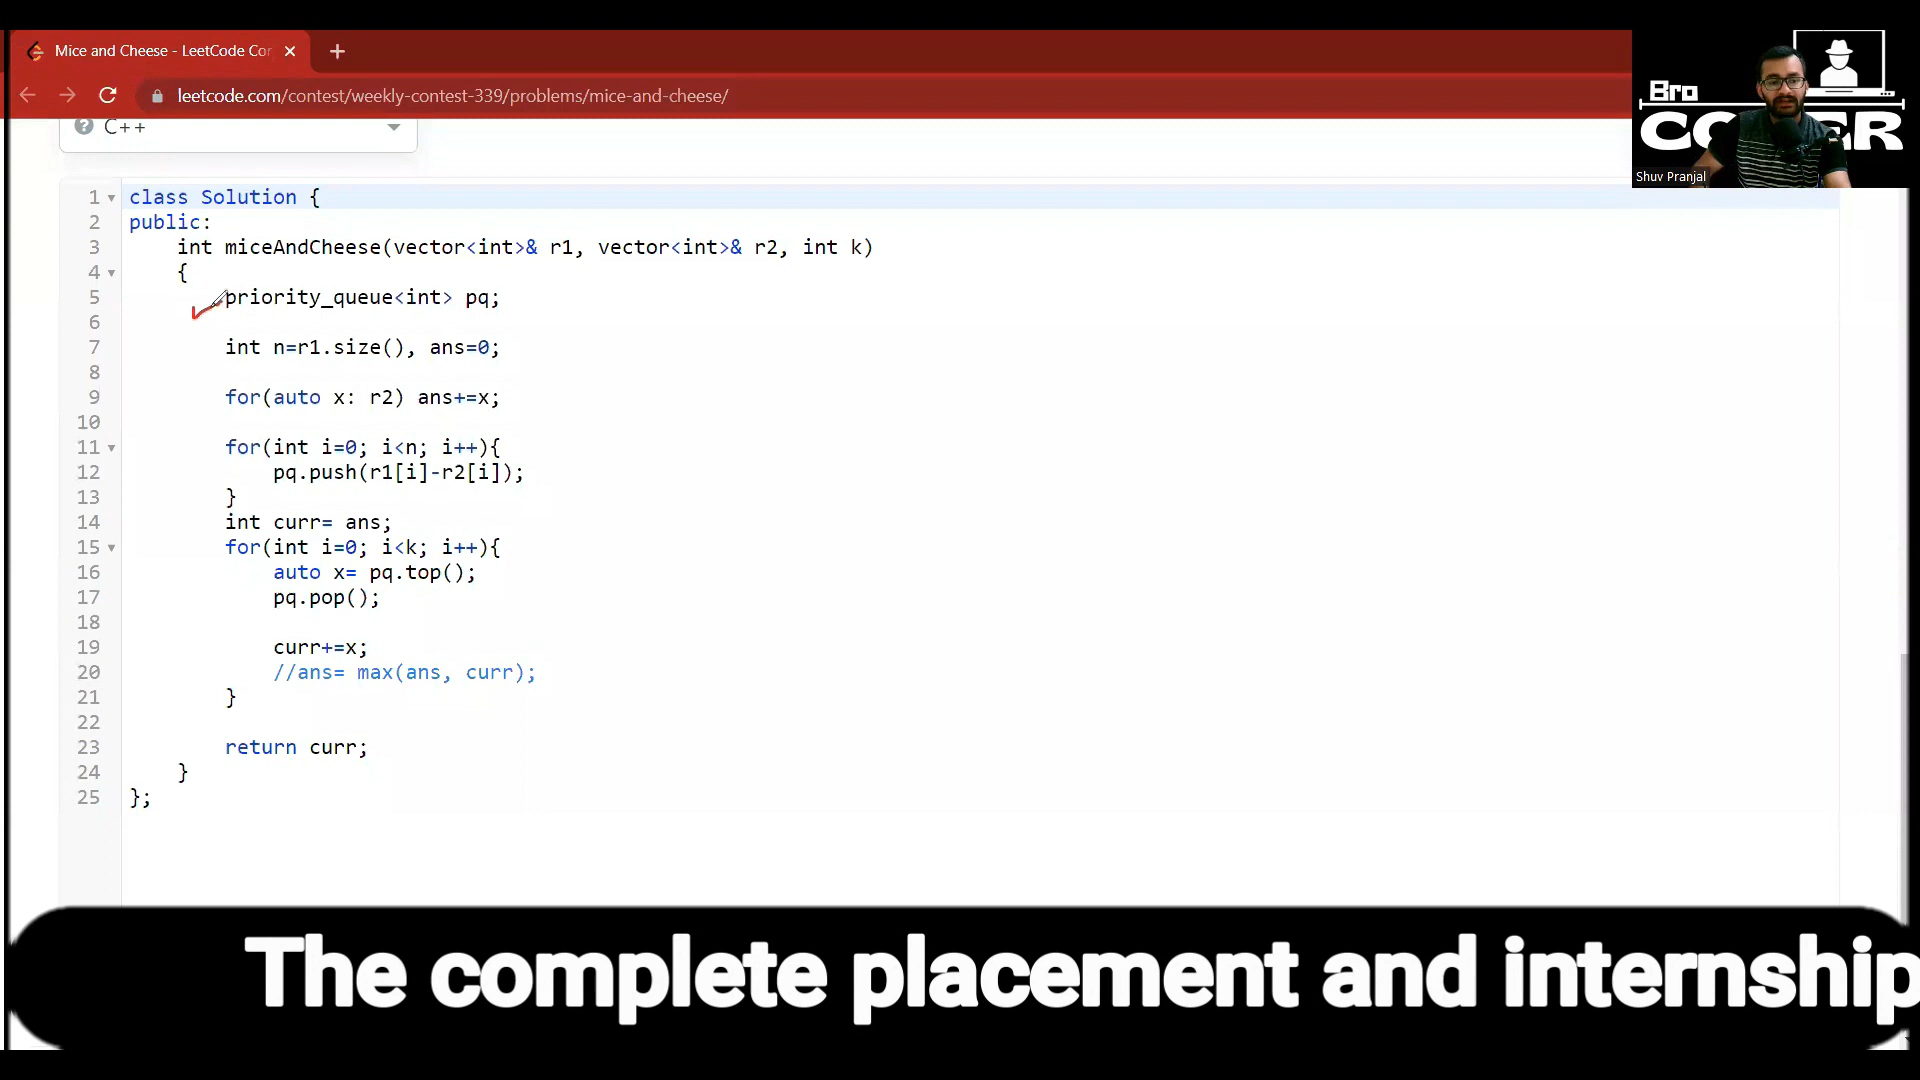 Mice and Cheese - LeetCode Con
leetcode.com/contest/weekly-contest-339/problems/mice-and-cheese/
Bro
CODER
Shuv Pranjal
C++
1 class Solution {
2 public:
3 int miceAndCheese(vector<int>& r1, vector<int>& r2, int k)
4 {
5 priority_queue<int> pq;
6
7 int n=r1.size(), ans=0;
8
9 for(auto x: r2) ans+=x;
10
11 for(int i=0; i<n; i++){
12 pq.push(r1[i]-r2[i]);
13 }
14 int curr= ans;
15 for(int i=0; i<k; i++){
16 auto x= pq.top();
17 pq.pop();
18
19 curr+=x;
20 //ans= max(ans, curr);
21 }
22
23 return curr;
24 }
25 };
The complete placement and internship